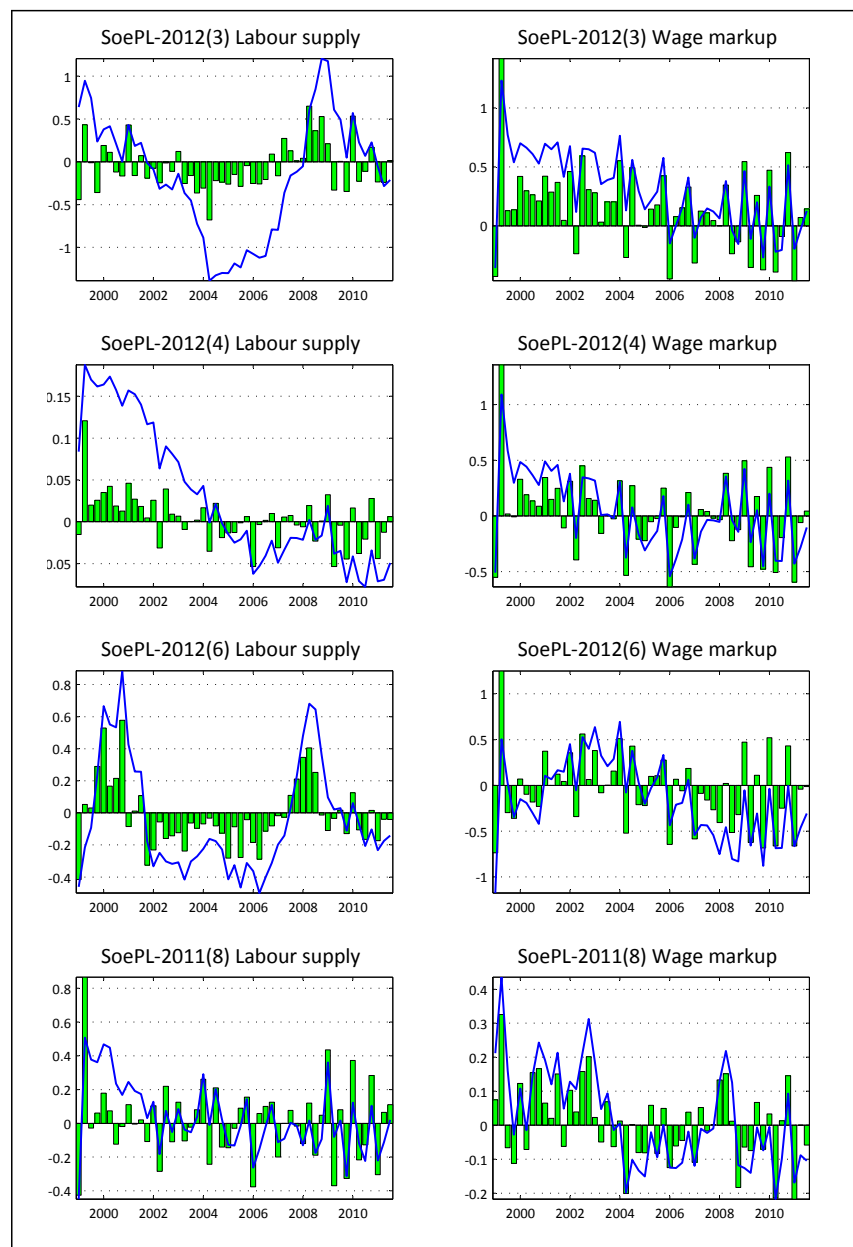 SoePL-2012(3) Labour supply
1
0.5
0
-0.5
-1
2000 2002 2004 2006 2008 2010
SoePL-2012(3) Wage markup
1
0.5
0
2000 2002 2004 2006 2008 2010
SoePL-2012(4) Labour supply
0.15
0.1
0.05
0
0.05
2000 2002 2004 2006 2008 2010
SoePL-2012(4) Wage markup
1
0.5
0
-0.5
2000 2002 2004 2006 2008 2010
SoePL-2012(6) Labour supply
0.8
0.6
0.4
0.2
0
-0.2
-0.4
2000 2002 2004 2006 2008 2010
SoePL-2012(6) Wage markup
1
0.5
0
-0.5
-1
2000 2002 2004 2006 2008 2010
SoePL-2011(8) Labour supply
0.8
0.6
0.4
0.2
0
-0.2
-0.4
2000 2002 2004 2006 2008 2010
SoePL-2011(8) Wage markup
0.4
0.3
0.2
0.1
0
-0.1
-0.2
2000 2002 2004 2006 2008 2010